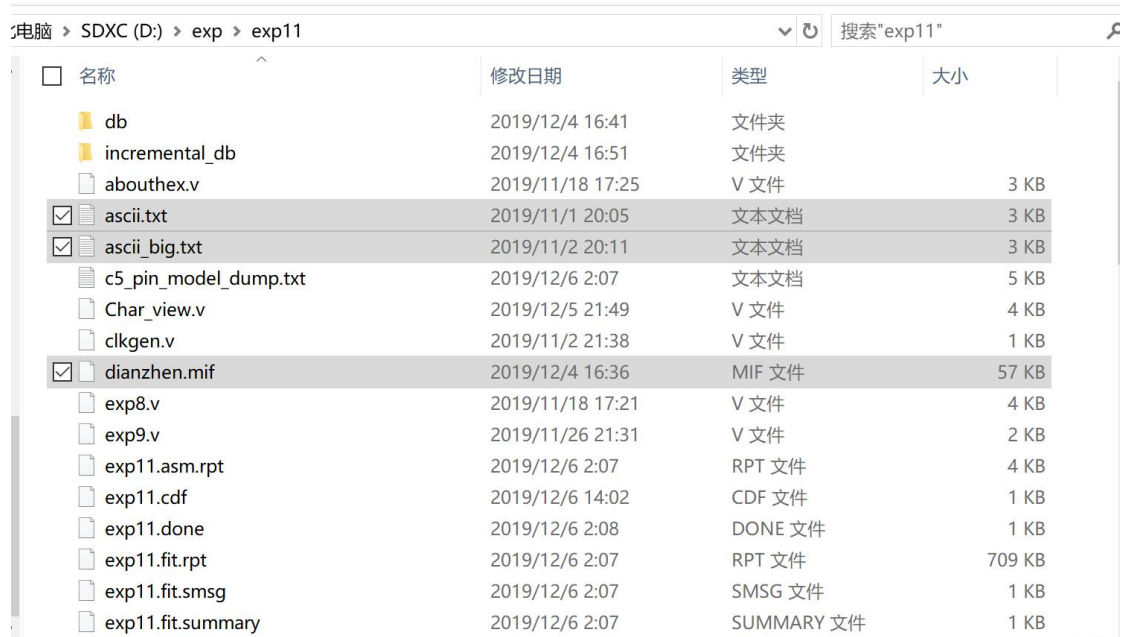 电脑 > SDXC (D:) > exp > exp11 搜索"exp11"
名称 修改日期 类型 大小
db 2019/12/4 16:41 文件夹
incremental_db 2019/12/4 16:51 文件夹
abouthex.v 2019/11/18 17:25 V 文件 3 KB
ascii.txt 2019/11/1 20:05 文本文档 3 KB
ascii_big.txt 2019/11/2 20:11 文本文档 3 KB
c5_pin_model_dump.txt 2019/12/6 2:07 文本文档 5 KB
Char_view.v 2019/12/5 21:49 V 文件 4 KB
clkgen.v 2019/11/2 21:38 V 文件 1 KB
dianzhen.mif 2019/12/4 16:36 MIF 文件 57 KB
exp8.v 2019/11/18 17:21 V 文件 4 KB
exp9.v 2019/11/26 21:31 V 文件 2 KB
exp11.asm.rpt 2019/12/6 2:07 RPT 文件 4 KB
exp11.cdf 2019/12/6 14:02 CDF 文件 1 KB
exp11.done 2019/12/6 2:08 DONE 文件 1 KB
exp11.fit.rpt 2019/12/6 2:07 RPT 文件 709 KB
exp11.fit.smsg 2019/12/6 2:07 SMSG 文件 1 KB
exp11.fit.summary 2019/12/6 2:07 SUMMARY 文件 1 KB